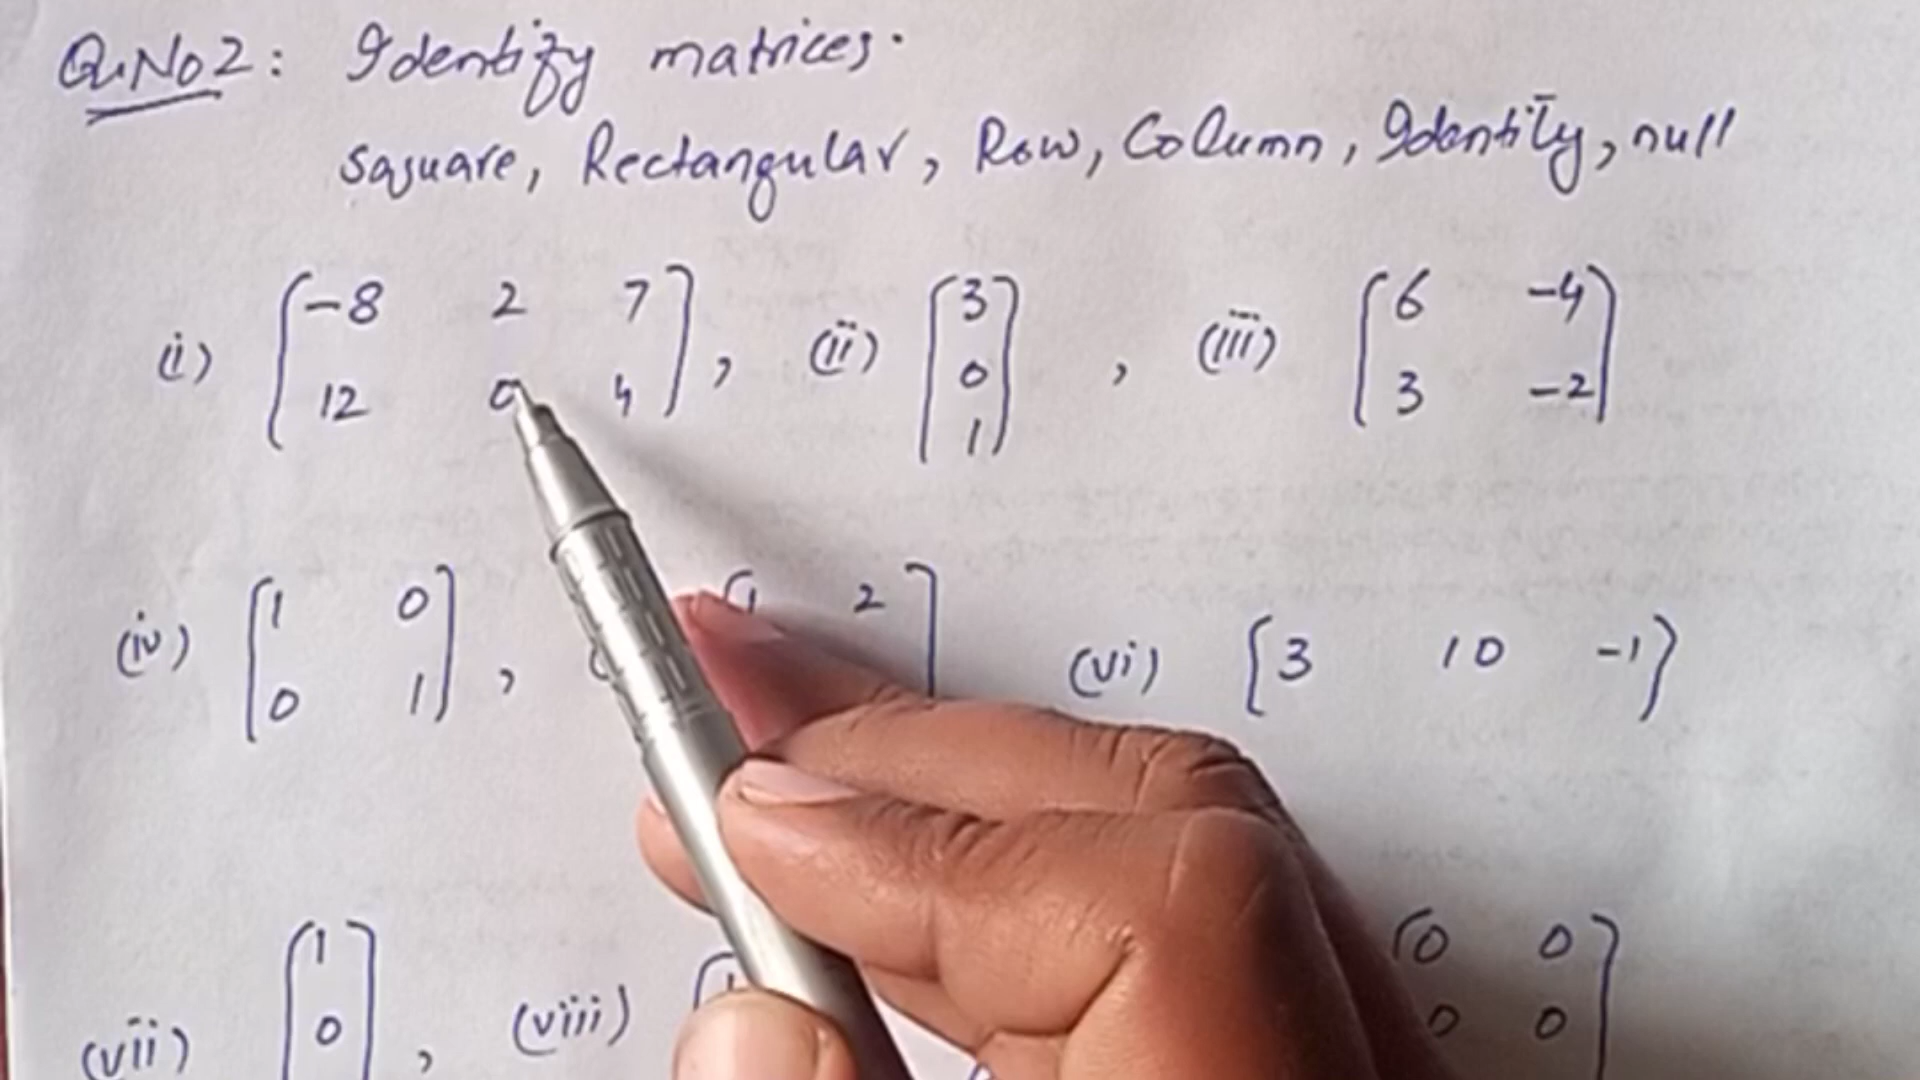 Q.No2: Identify matrices.
square, Rectangular, Row, Column, Identity, null
(i) [-8 2 7], (ii) [3], (iii) [6 -4]
12 0 4 0 3 -2
1
(iv) [1 0], [1 2] (vi) [3 10 -1]
0 1
(vii) [1], (viii) [0 0]
0 0 0